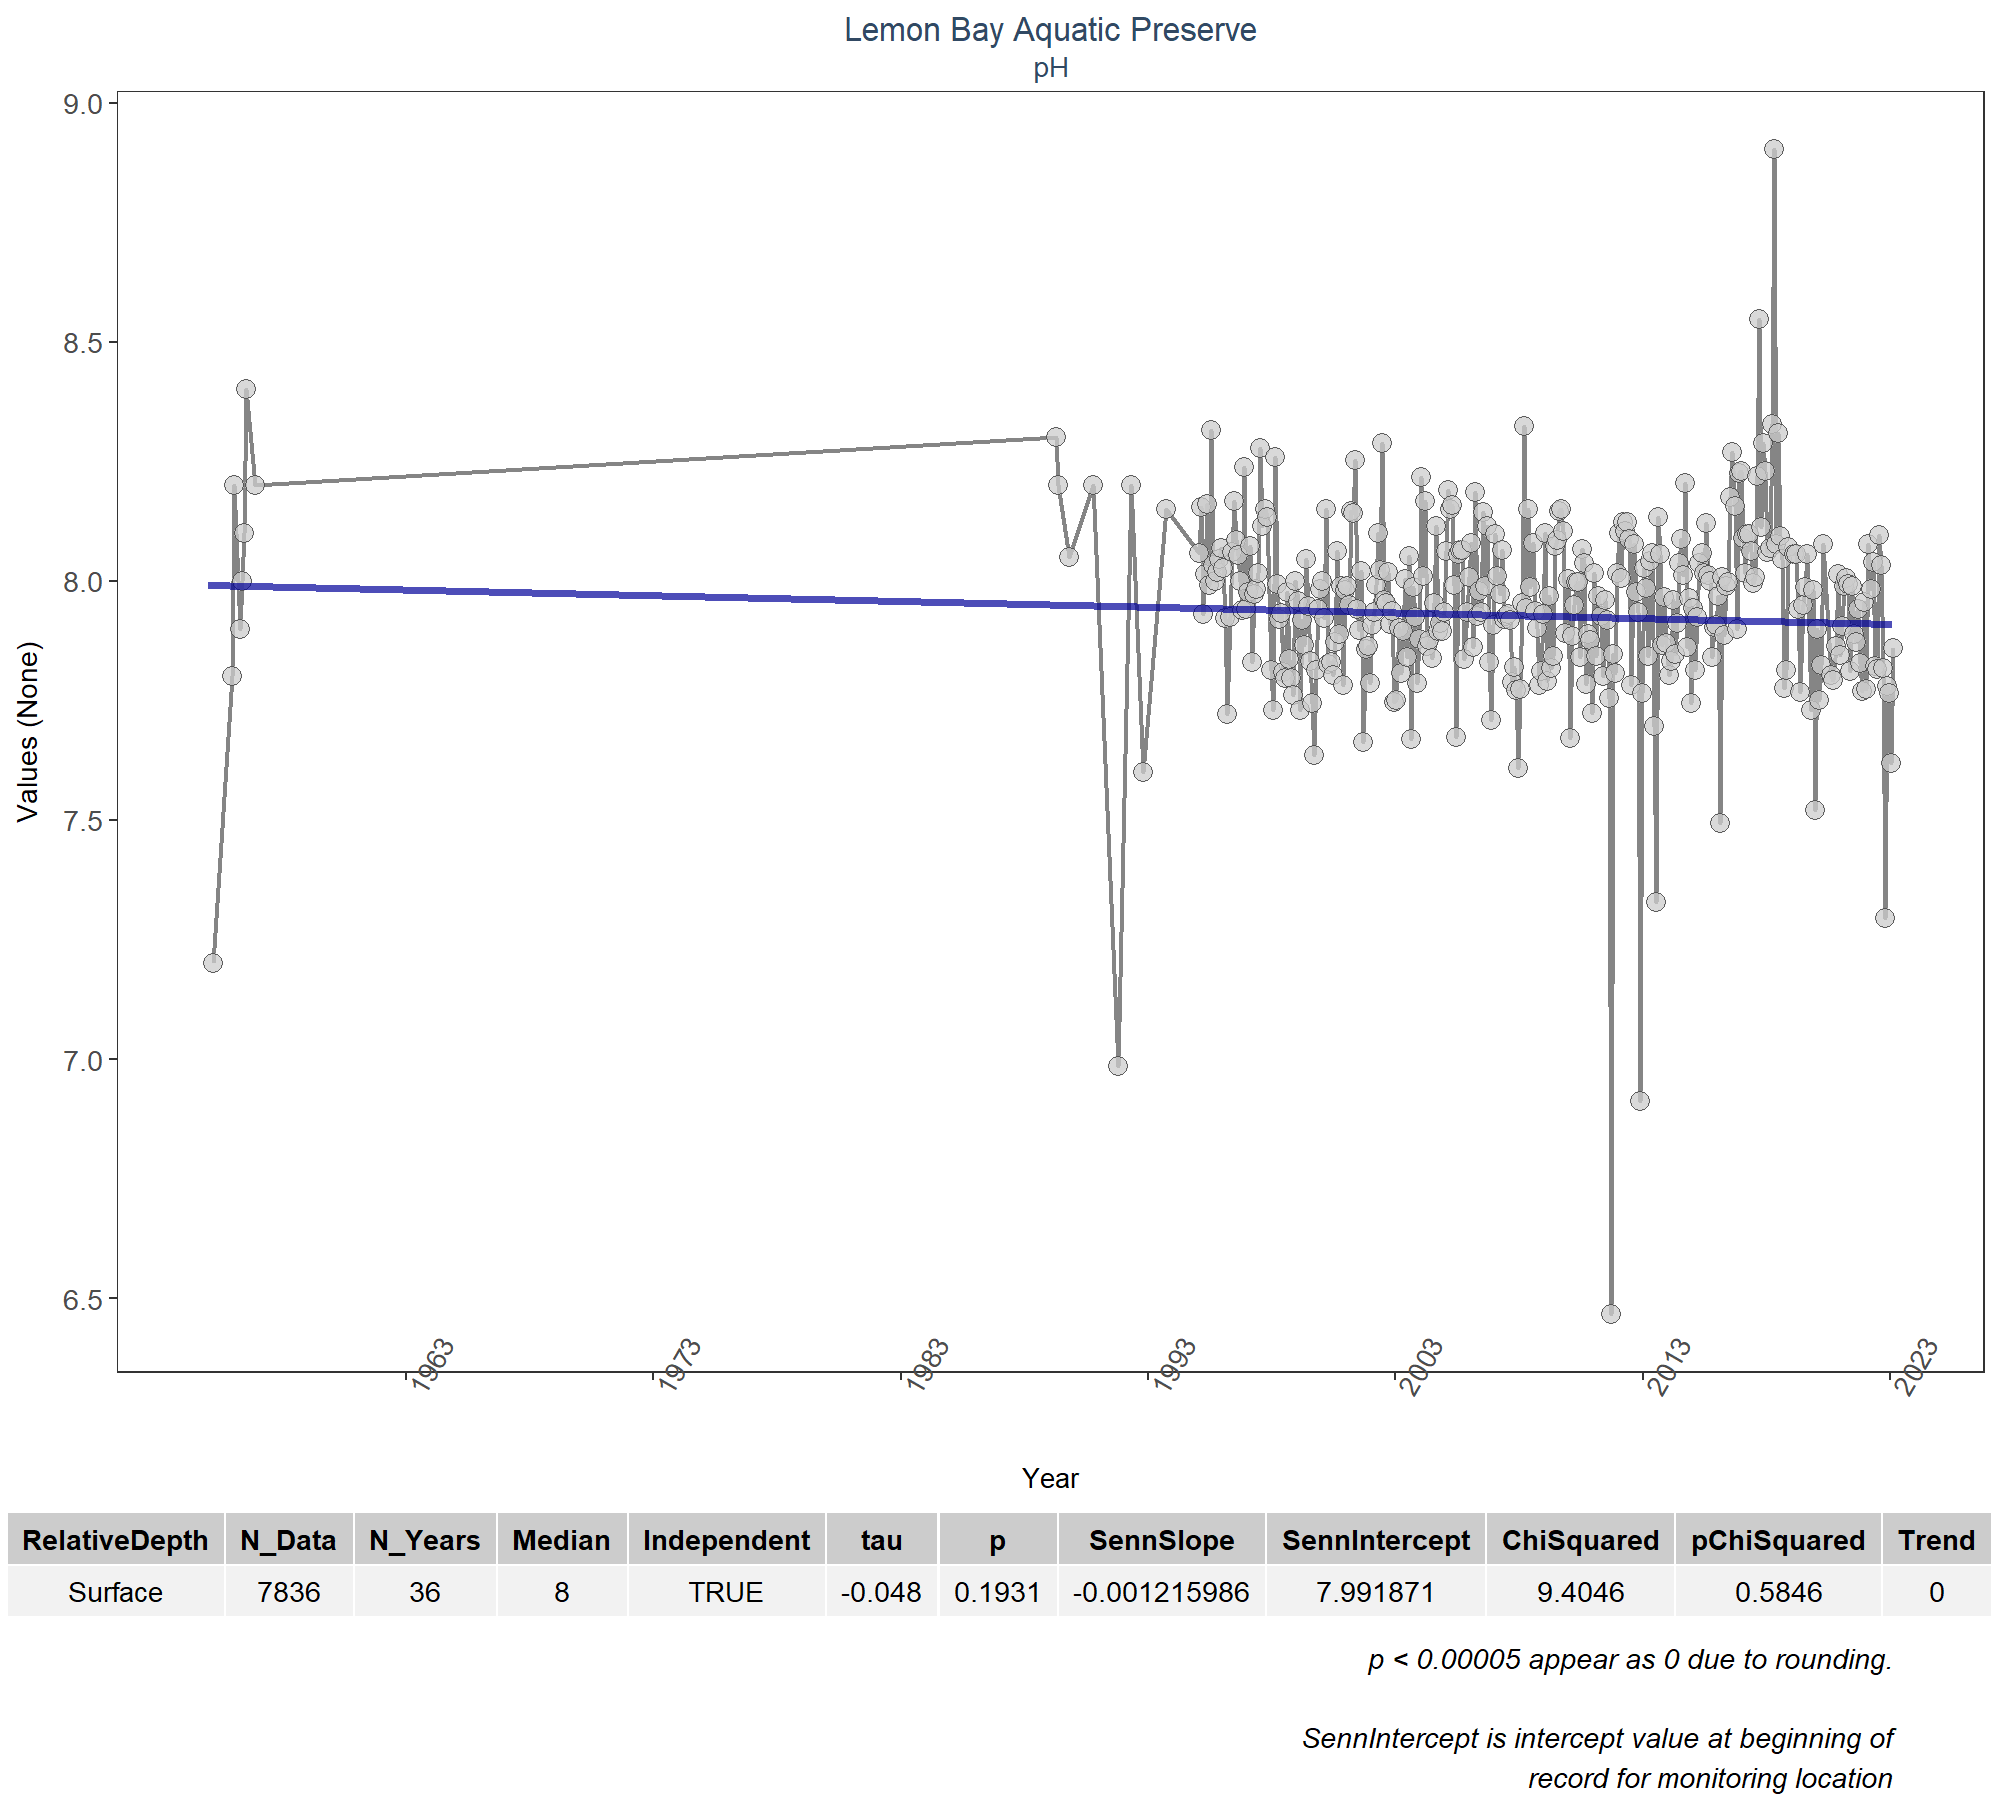 Lemon Bay Aquatic Preserve
pH
9.0
8.5
8.0
7.5
7.0
6.5
Values (None)
1963 1973 1983 1993 2003 2013 2023
Year
RelativeDepth N_Data N_Years Median Independent tau p SennSlope SennIntercept ChiSquared pChiSquared Trend
Surface 7836 36 8 TRUE -0.048 0.1931 -0.001215986 7.991871 9.4046 0.5846 0
p < 0.00005 appear as 0 due to rounding.
SennIntercept is intercept value at beginning of
record for monitoring location